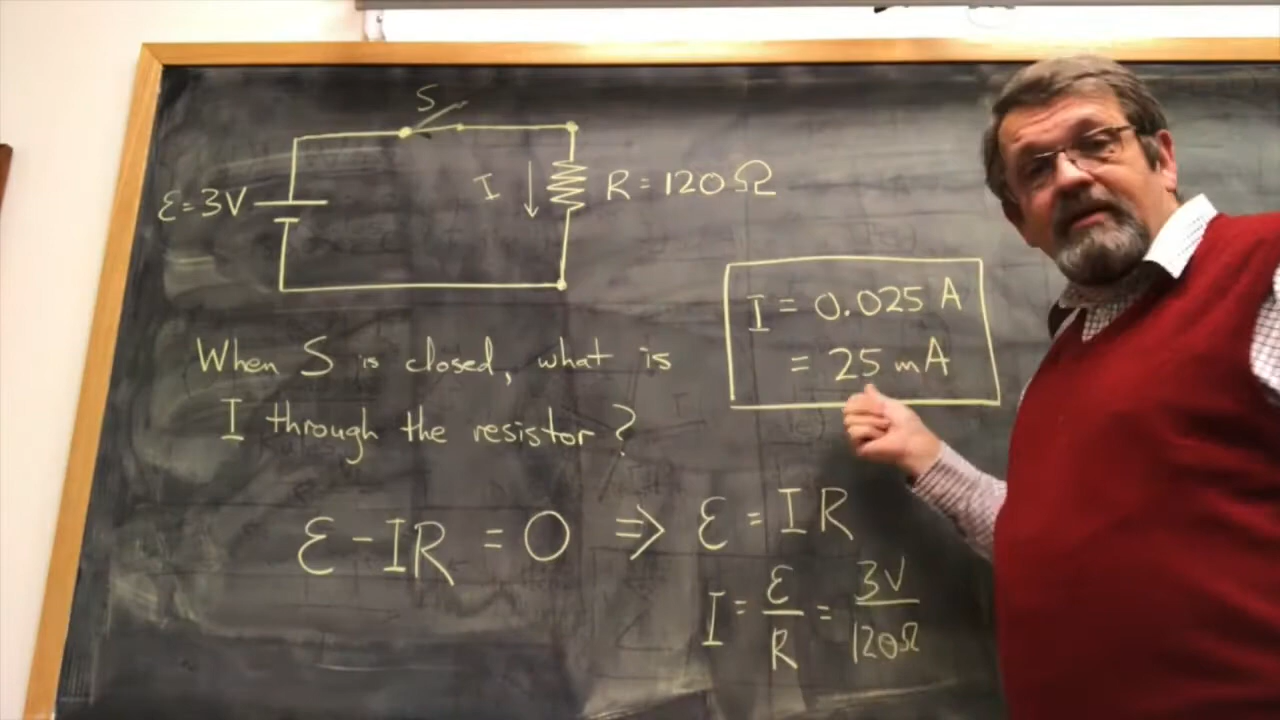 S
ℰ=3V
I
R=120Ω
I = 0.025 A
= 25 mA
When S is closed, what is
I through the resistor?
ℰ-IR=0 ⇒ ℰ=IR
I = ℰ/R = 3V/120Ω